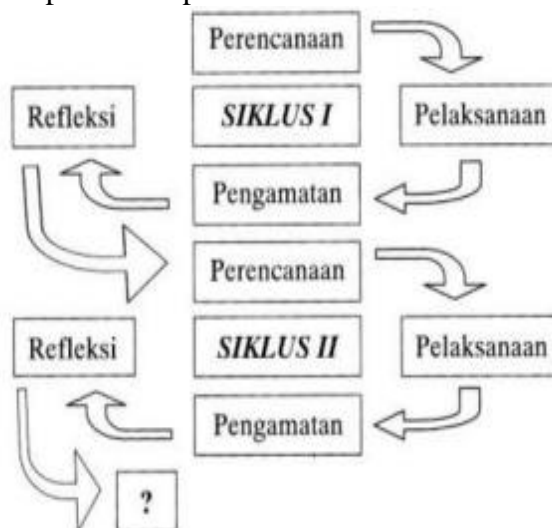 Perencanaan
Refleksi
SIKLUS I
Pelaksanaan
Pengamatan
Perencanaan
Refleksi
SIKLUS II
Pelaksanaan
Pengamatan
?